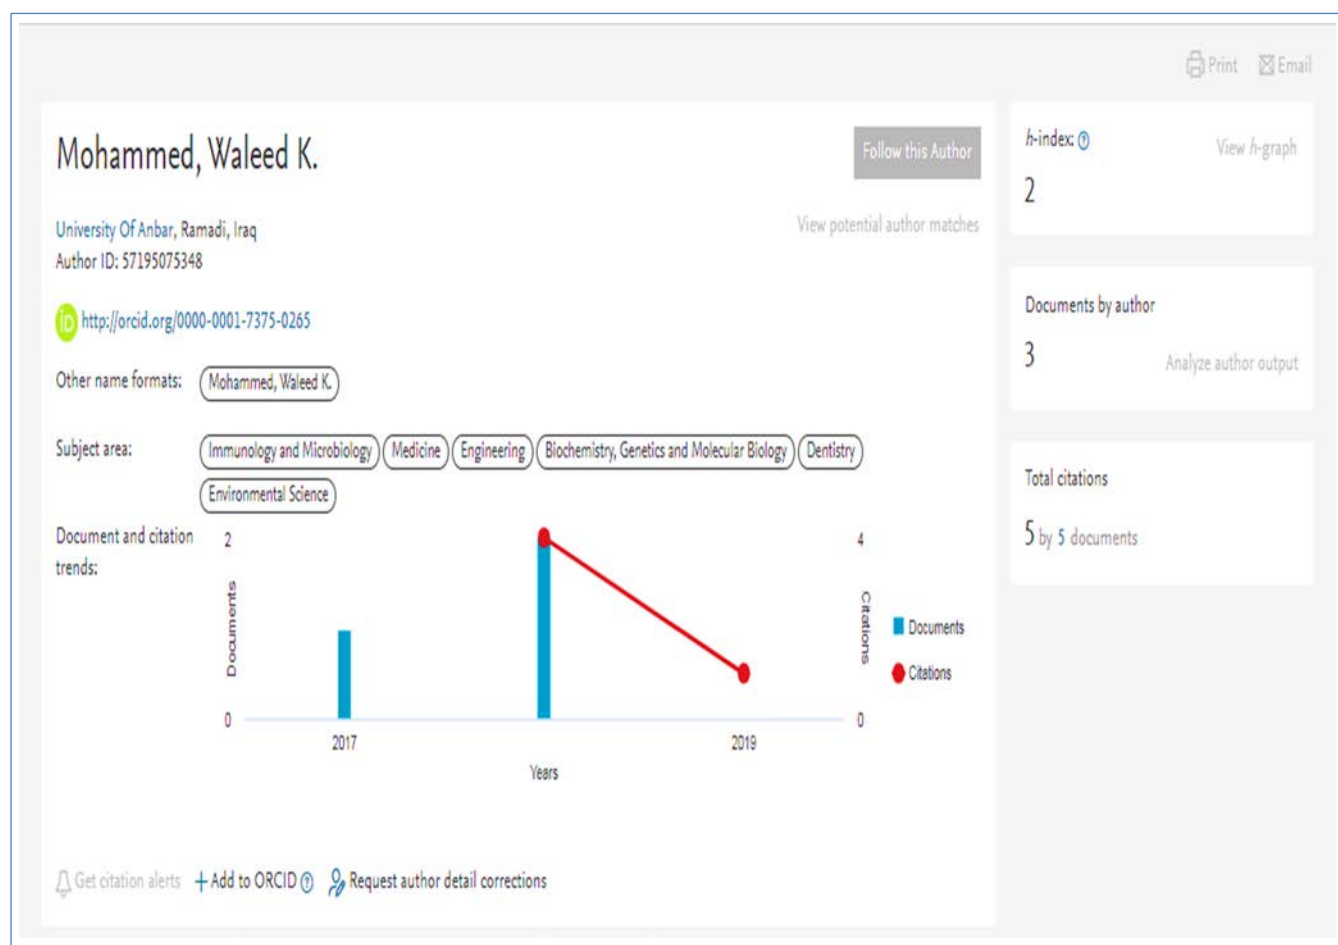 Print Email
Mohammed, Waleed K.
Follow this Author
View potential author matches
University Of Anbar, Ramadi, Iraq
Author ID: 57195075348
iD http://orcid.org/0000-0001-7375-0265
Other name formats: Mohammed, Waleed K.
Subject area: Immunology and Microbiology Medicine Engineering Biochemistry, Genetics and Molecular Biology Dentistry
Environmental Science
Document and citation
trends:
2
Documents
0
4
Citations
0
2017
2019
Years
Documents
Citations
Get citation alerts + Add to ORCID ? Request author detail corrections
h-index: ? View h-graph
2
Documents by author
3 Analyze author output
Total citations
5 by 5 documents